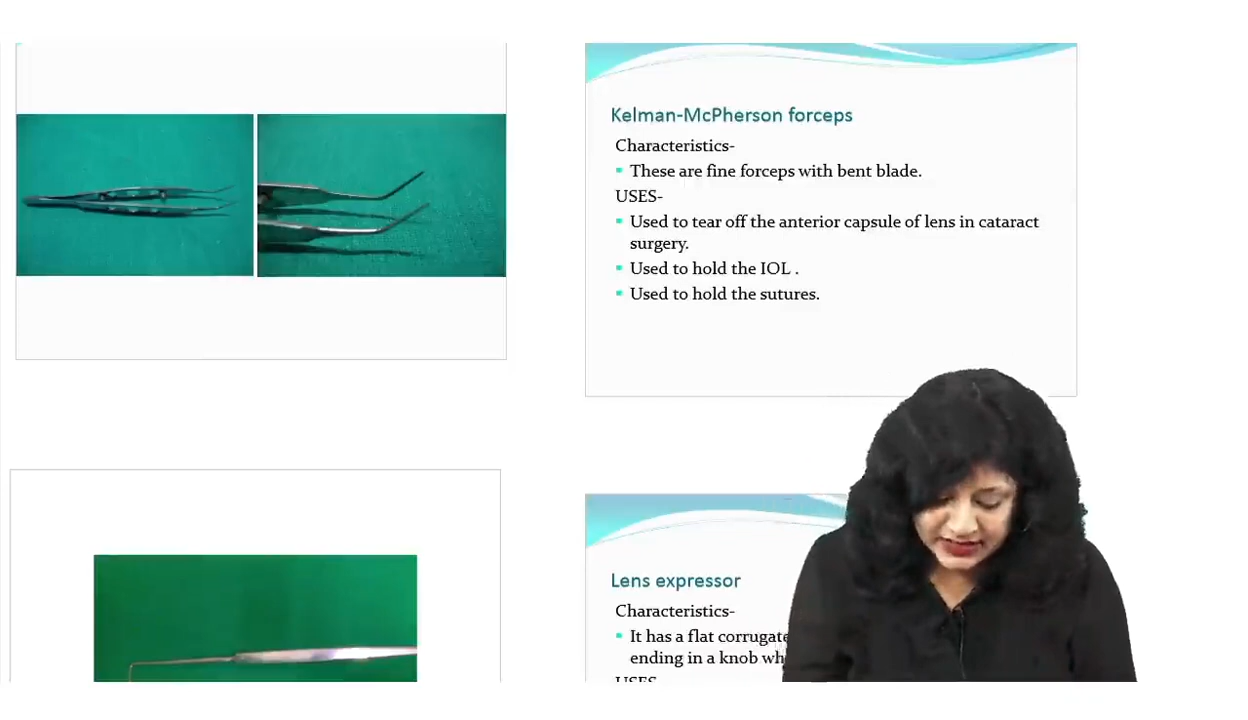 Kelman-McPherson forceps
Characteristics-
▪ These are fine forceps with bent blade.
USES-
▪ Used to tear off the anterior capsule of lens in cataract
surgery.
▪ Used to hold the IOL .
▪ Used to hold the sutures.
Lens expressor
Characteristics-
▪ It has a flat
ending in a knob
USES